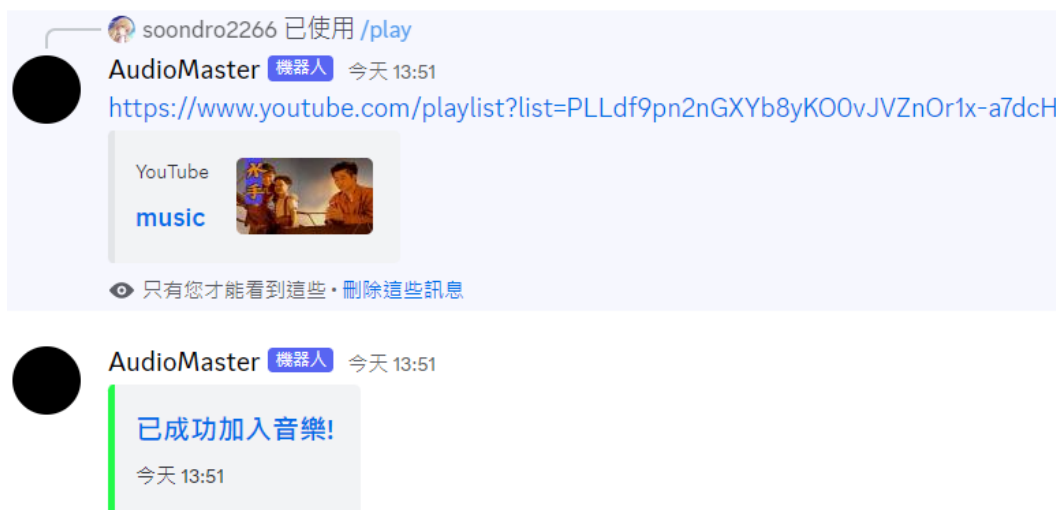 soondro2266 已使用 /play
AudioMaster 機器人 今天 13:51
https://www.youtube.com/playlist?list=PLLdf9pn2nGXYb8yKO0vJVZnOr1x-a7dcH
YouTube
水手
music
只有您才能看到這些 • 刪除這些訊息
AudioMaster 機器人 今天 13:51
已成功加入音樂!
今天 13:51